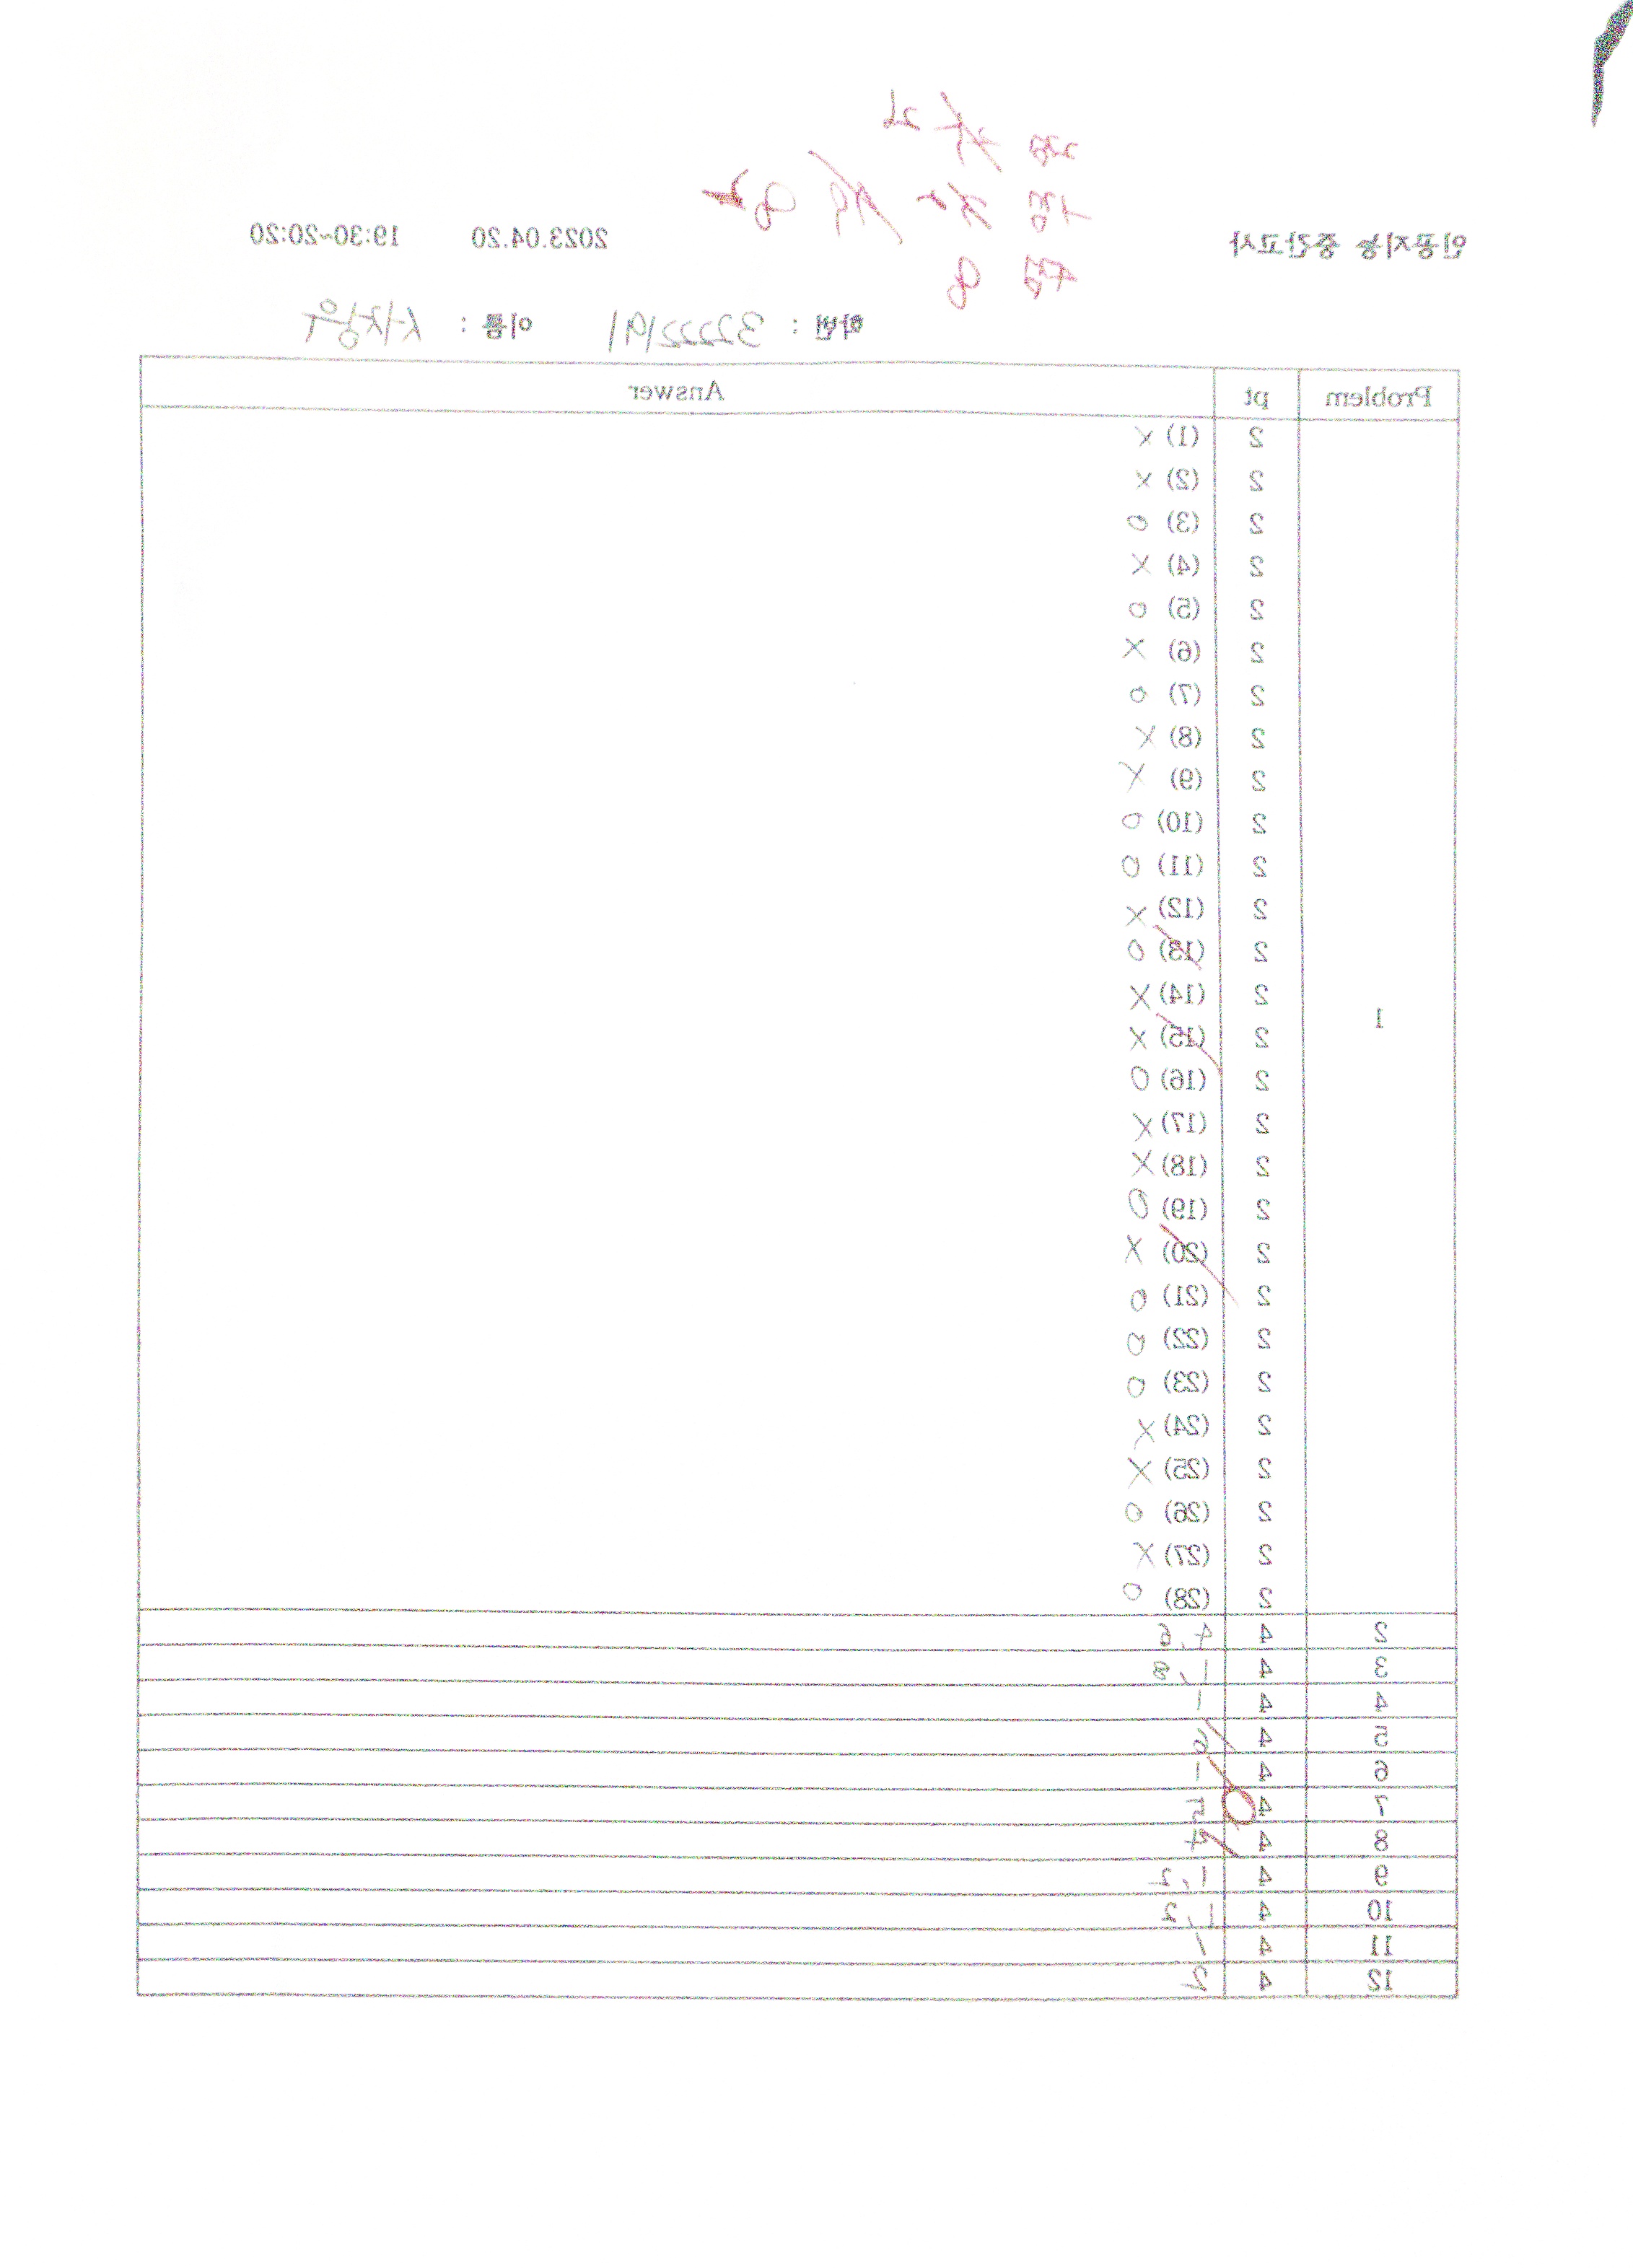 인공지능 중간고사 2023.04.20 19:30~20:20
학번 : 32222191 이름 : 서장욱
Problem pt Answer
1
2 (1) X
2 (2) X
2 (3) O
2 (4) X
2 (5) O
2 (6) X
2 (7) O
2 (8) X
2 (9) X
2 (10) O
2 (11) O
2 (12) X
2 (13) O
2 (14) X
2 (15) X
2 (16) O
2 (17) X
2 (18) X
2 (19) O
2 (20) X
2 (21) O
2 (22) O
2 (23) O
2 (24) X
2 (25) X
2 (26) O
2 (27) X
2 (28) O
2 4 4,6
3 4 1,8
4 4 1
5 4 6
6 4 1
7 4 5
8 4 4
9 4 1,2
10 4 1,2
11 4 1
12 4 2